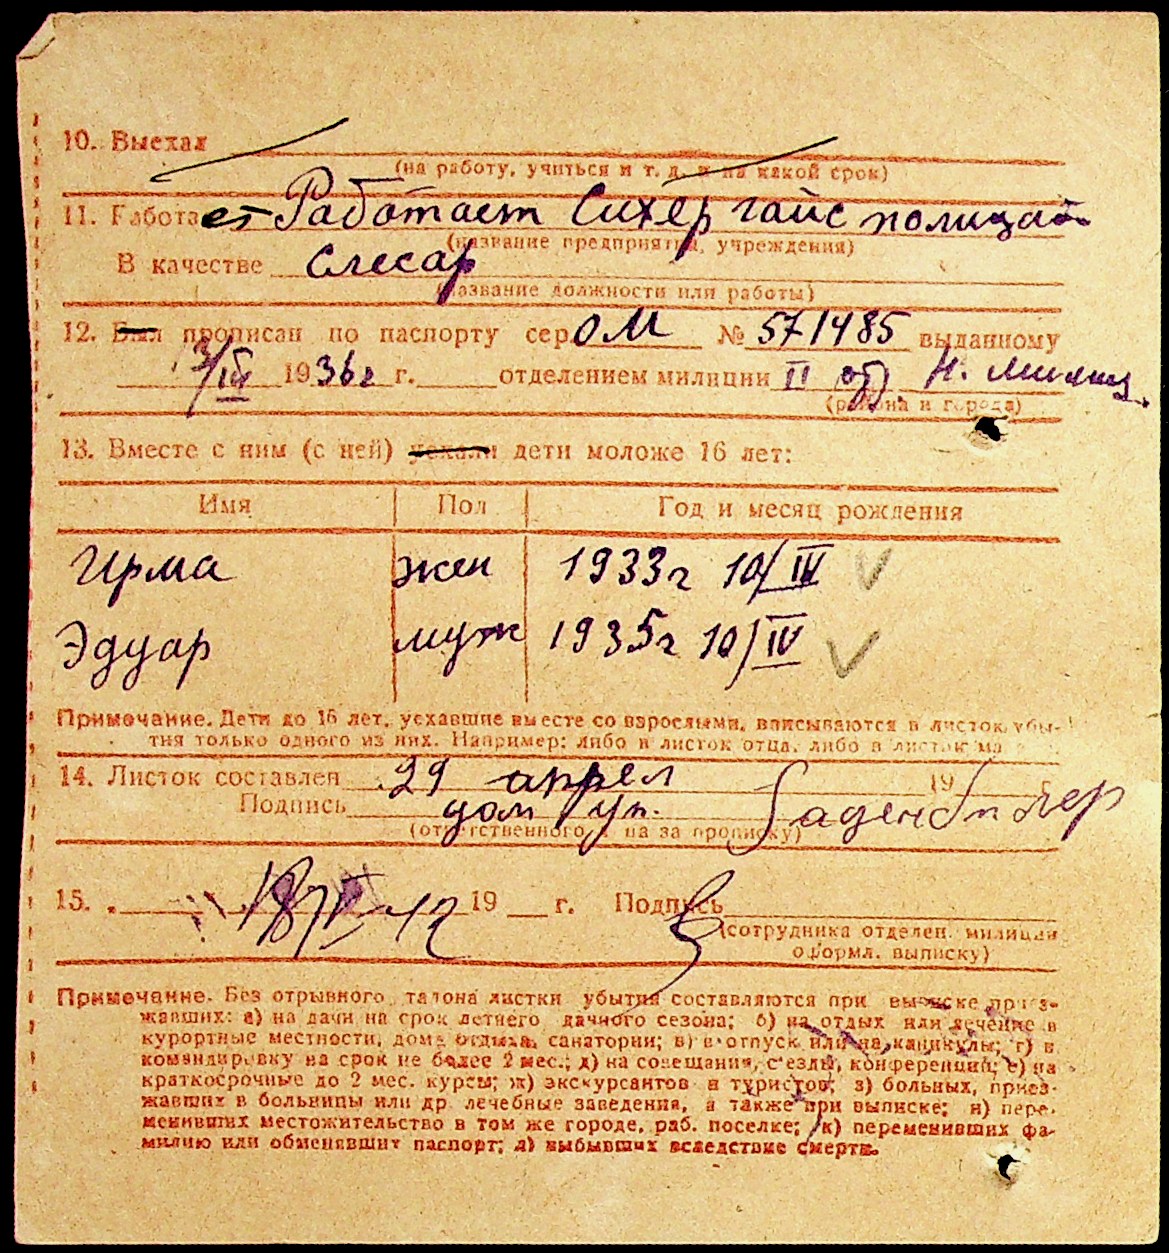 10. Выехал
(на работу, учиться и т. д. и на какой срок)
11. Работает Работает Сихер гайс полицай
(название предприятия, учреждения)
В качестве слесар
(название должности или работы)
12. Был прописан по паспорту сер. ОМ № 571485 выданному
1936 г. г. отделением милиции II Н. милиц.
(района и города)
13. Вместе с ним (с ней) уехали дети моложе 16 лет:
Имя Пол Год и месяц рождения
Ирма жен 1933 г 10/IV
Эдуар муж 1935 г 10/IV
Примечание. Дети до 16 лет, уехавшие вместе со взрослыми, вписываются в листок убы-
тия только одного из них. Например: либо в листок отца, либо в листок ма
14. Листок составлен 29 апрел 19
Подпись дом уп.
(ответственного за прописку)
15. 18/V-42 19 г. Подпись
(сотрудника отделен. милиции
оформл. выписку)
Примечание. Без отрывного талона листки убытия составляются при выписке приез-
жавших: а) на дачи на срок летнего дачного сезона; б) на отдых или лечение в
курортные местности, дома отдыха, санатории; в) в отпуск или на каникулы; г) в
командировку на срок не более 2 мес.; д) на совещания, с'езды, конференции; е) на
краткосрочные до 2 мес. курсы; ж) экскурсантов и туристов; з) больных, приез-
жавших в больницы или др. лечебные заведения, а также при выписке; и) пере-
менивших местожительство в том же городе, раб. поселке; к) переменивших фа-
милию или обменявших паспорт; л) выбывших вследствие смерти.